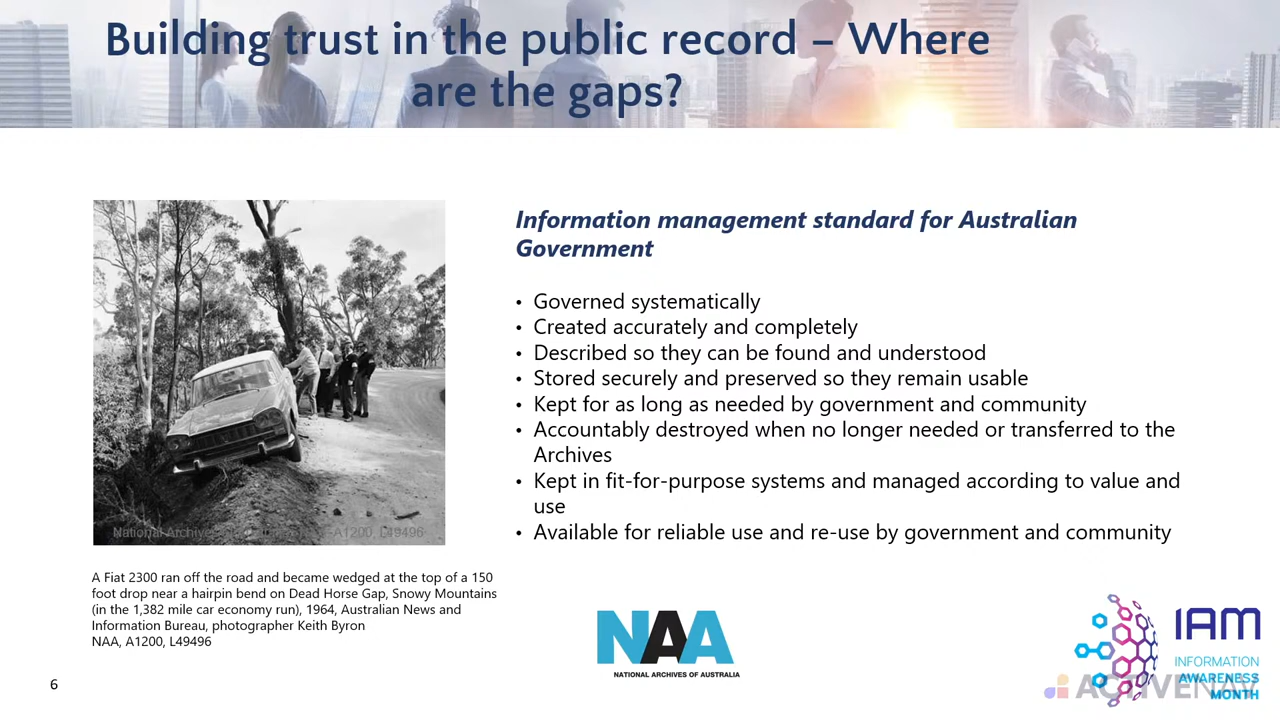 Building trust in the public record – Where
are the gaps?
Information management standard for Australian
Government
• Governed systematically
• Created accurately and completely
• Described so they can be found and understood
• Stored securely and preserved so they remain usable
• Kept for as long as needed by government and community
• Accountably destroyed when no longer needed or transferred to the
Archives
• Kept in fit-for-purpose systems and managed according to value and
use
• Available for reliable use and re-use by government and community
National Archives A1200, L49496
A Fiat 2300 ran off the road and became wedged at the top of a 150
foot drop near a hairpin bend on Dead Horse Gap, Snowy Mountains
(in the 1,382 mile car economy run), 1964, Australian News and
Information Bureau, photographer Keith Byron
NAA, A1200, L49496
NAA
NATIONAL ARCHIVES OF AUSTRALIA
IAM
INFORMATION
AWARENESS
MONTH
ACTIVENAV
6